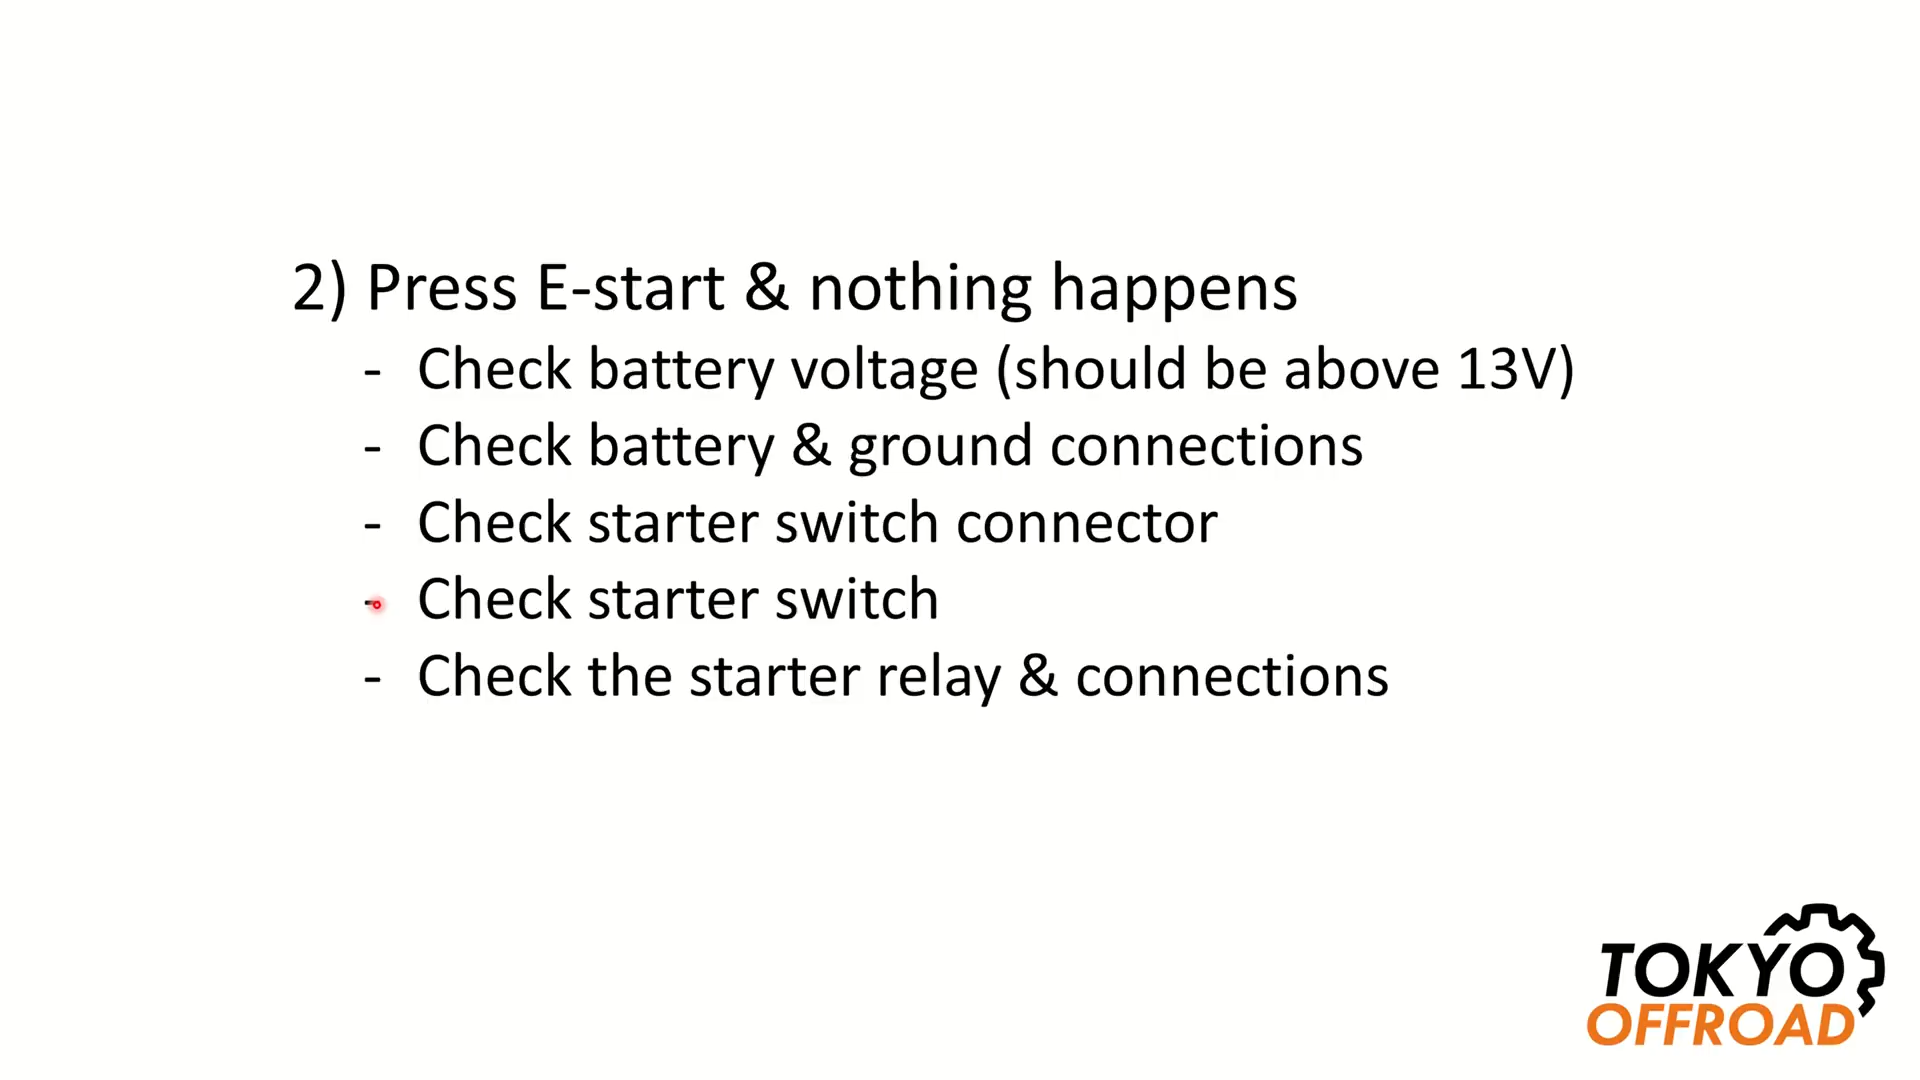 2) Press E-start & nothing happens
- Check battery voltage (should be above 13V)
- Check battery & ground connections
- Check starter switch connector
- Check starter switch
- Check the starter relay & connections
TOKYO
OFFROAD